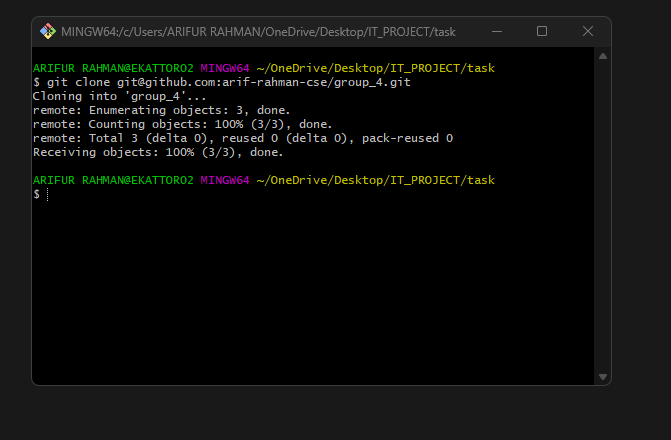 MINGW64:/c/Users/ARIFUR RAHMAN/OneDrive/Desktop/IT_PROJECT/task
ARIFUR RAHMAN@EKATTORO2 MINGW64 ~/OneDrive/Desktop/IT_PROJECT/task
$ git clone git@github.com:arif-rahman-cse/group_4.git
Cloning into 'group_4'...
remote: Enumerating objects: 3, done.
remote: Counting objects: 100% (3/3), done.
remote: Total 3 (delta 0), reused 0 (delta 0), pack-reused 0
Receiving objects: 100% (3/3), done.
ARIFUR RAHMAN@EKATTORO2 MINGW64 ~/OneDrive/Desktop/IT_PROJECT/task
$